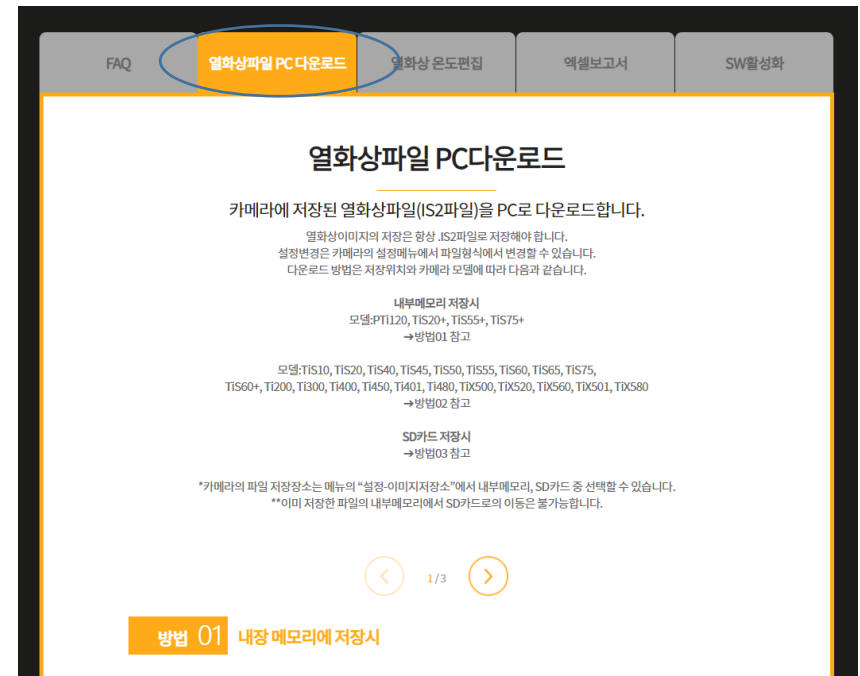 FAQ
열화상파일 PC 다운로드
열화상 온도편집
엑셀보고서
SW활성화
열화상파일 PC다운로드
카메라에 저장된 열화상파일(IS2파일)을 PC로 다운로드합니다.
열화상이미지의 저장은 항상 .IS2파일로 저장해야 합니다.
설정변경은 카메라의 설정메뉴에서 파일형식에서 변경할 수 있습니다.
다운로드 방법은 저장위치와 카메라 모델에 따라 다음과 같습니다.
내부메모리 저장시
모델:PTi120, TiS20+, TiS55+, TiS75+
→방법01 참고
모델:TiS10, TiS20, TiS40, TiS45, TiS50, TiS55, TiS60, TiS65, TiS75,
TiS60+, Ti200, Ti300, Ti400, Ti450, Ti401, Ti480, TiX500, TiX520, TiX560, TiX501, TiX580
→방법02 참고
SD카드 저장시
→방법03 참고
*카메라의 파일 저장장소는 메뉴의 “설정-이미지저장소”에서 내부메모리, SD카드 중 선택할 수 있습니다.
**이미 저장한 파일의 내부메모리에서 SD카드로의 이동은 불가능합니다.
1/3
방법 01 내장 메모리에 저장시